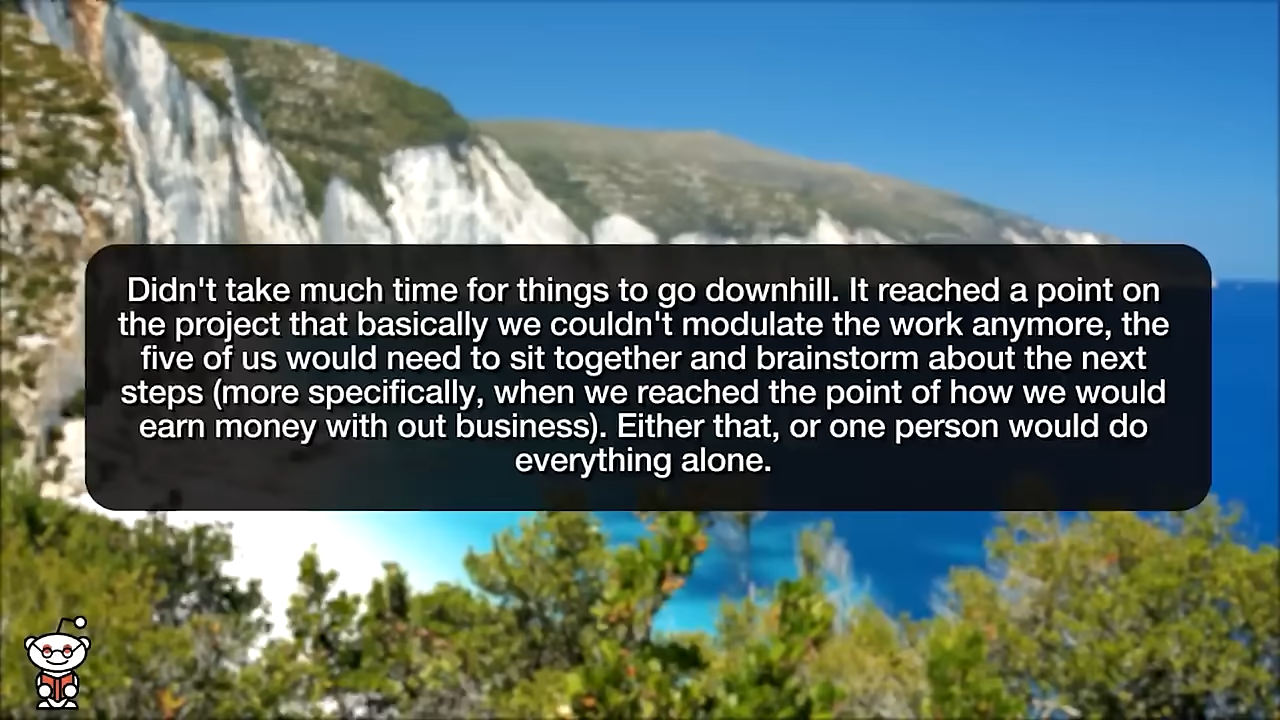 Didn't take much time for things to go downhill. It reached a point on
the project that basically we couldn't modulate the work anymore, the
five of us would need to sit together and brainstorm about the next
steps (more specifically, when we reached the point of how we would
earn money with out business). Either that, or one person would do
everything alone.